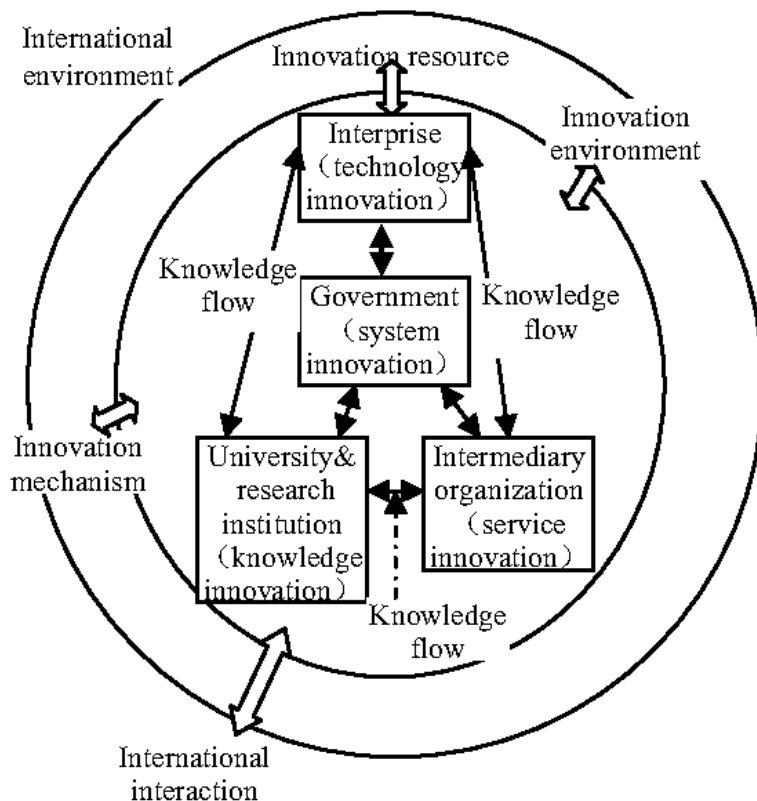 International
environment
Innovation resource
Innovation
environment
Interprise
（technology
innovation）
Knowledge
flow
Government
（system
innovation）
Knowledge
flow
Innovation
mechanism
University&
research
institution
（knowledge
innovation）
Intermediary
organization
（service
innovation）
Knowledge
flow
International
interaction